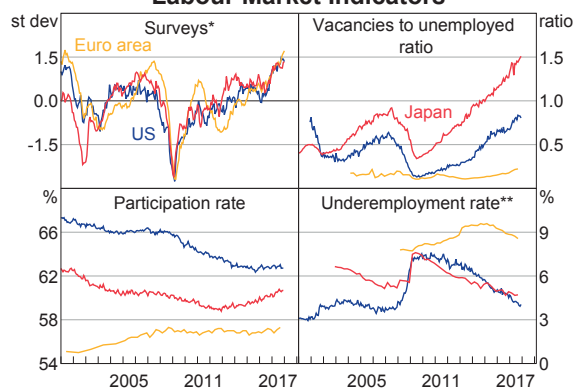 Labour Market Indicators
st dev
Surveys*
Vacancies to unemployed
ratio
ratio
Euro area
US
Japan
1.5
0.0
-1.5
1.5
1.0
0.5
%
Participation rate
Underemployment rate**
%
66
62
58
54
9
6
3
0
2005
2011
2017
2005
2011
2017